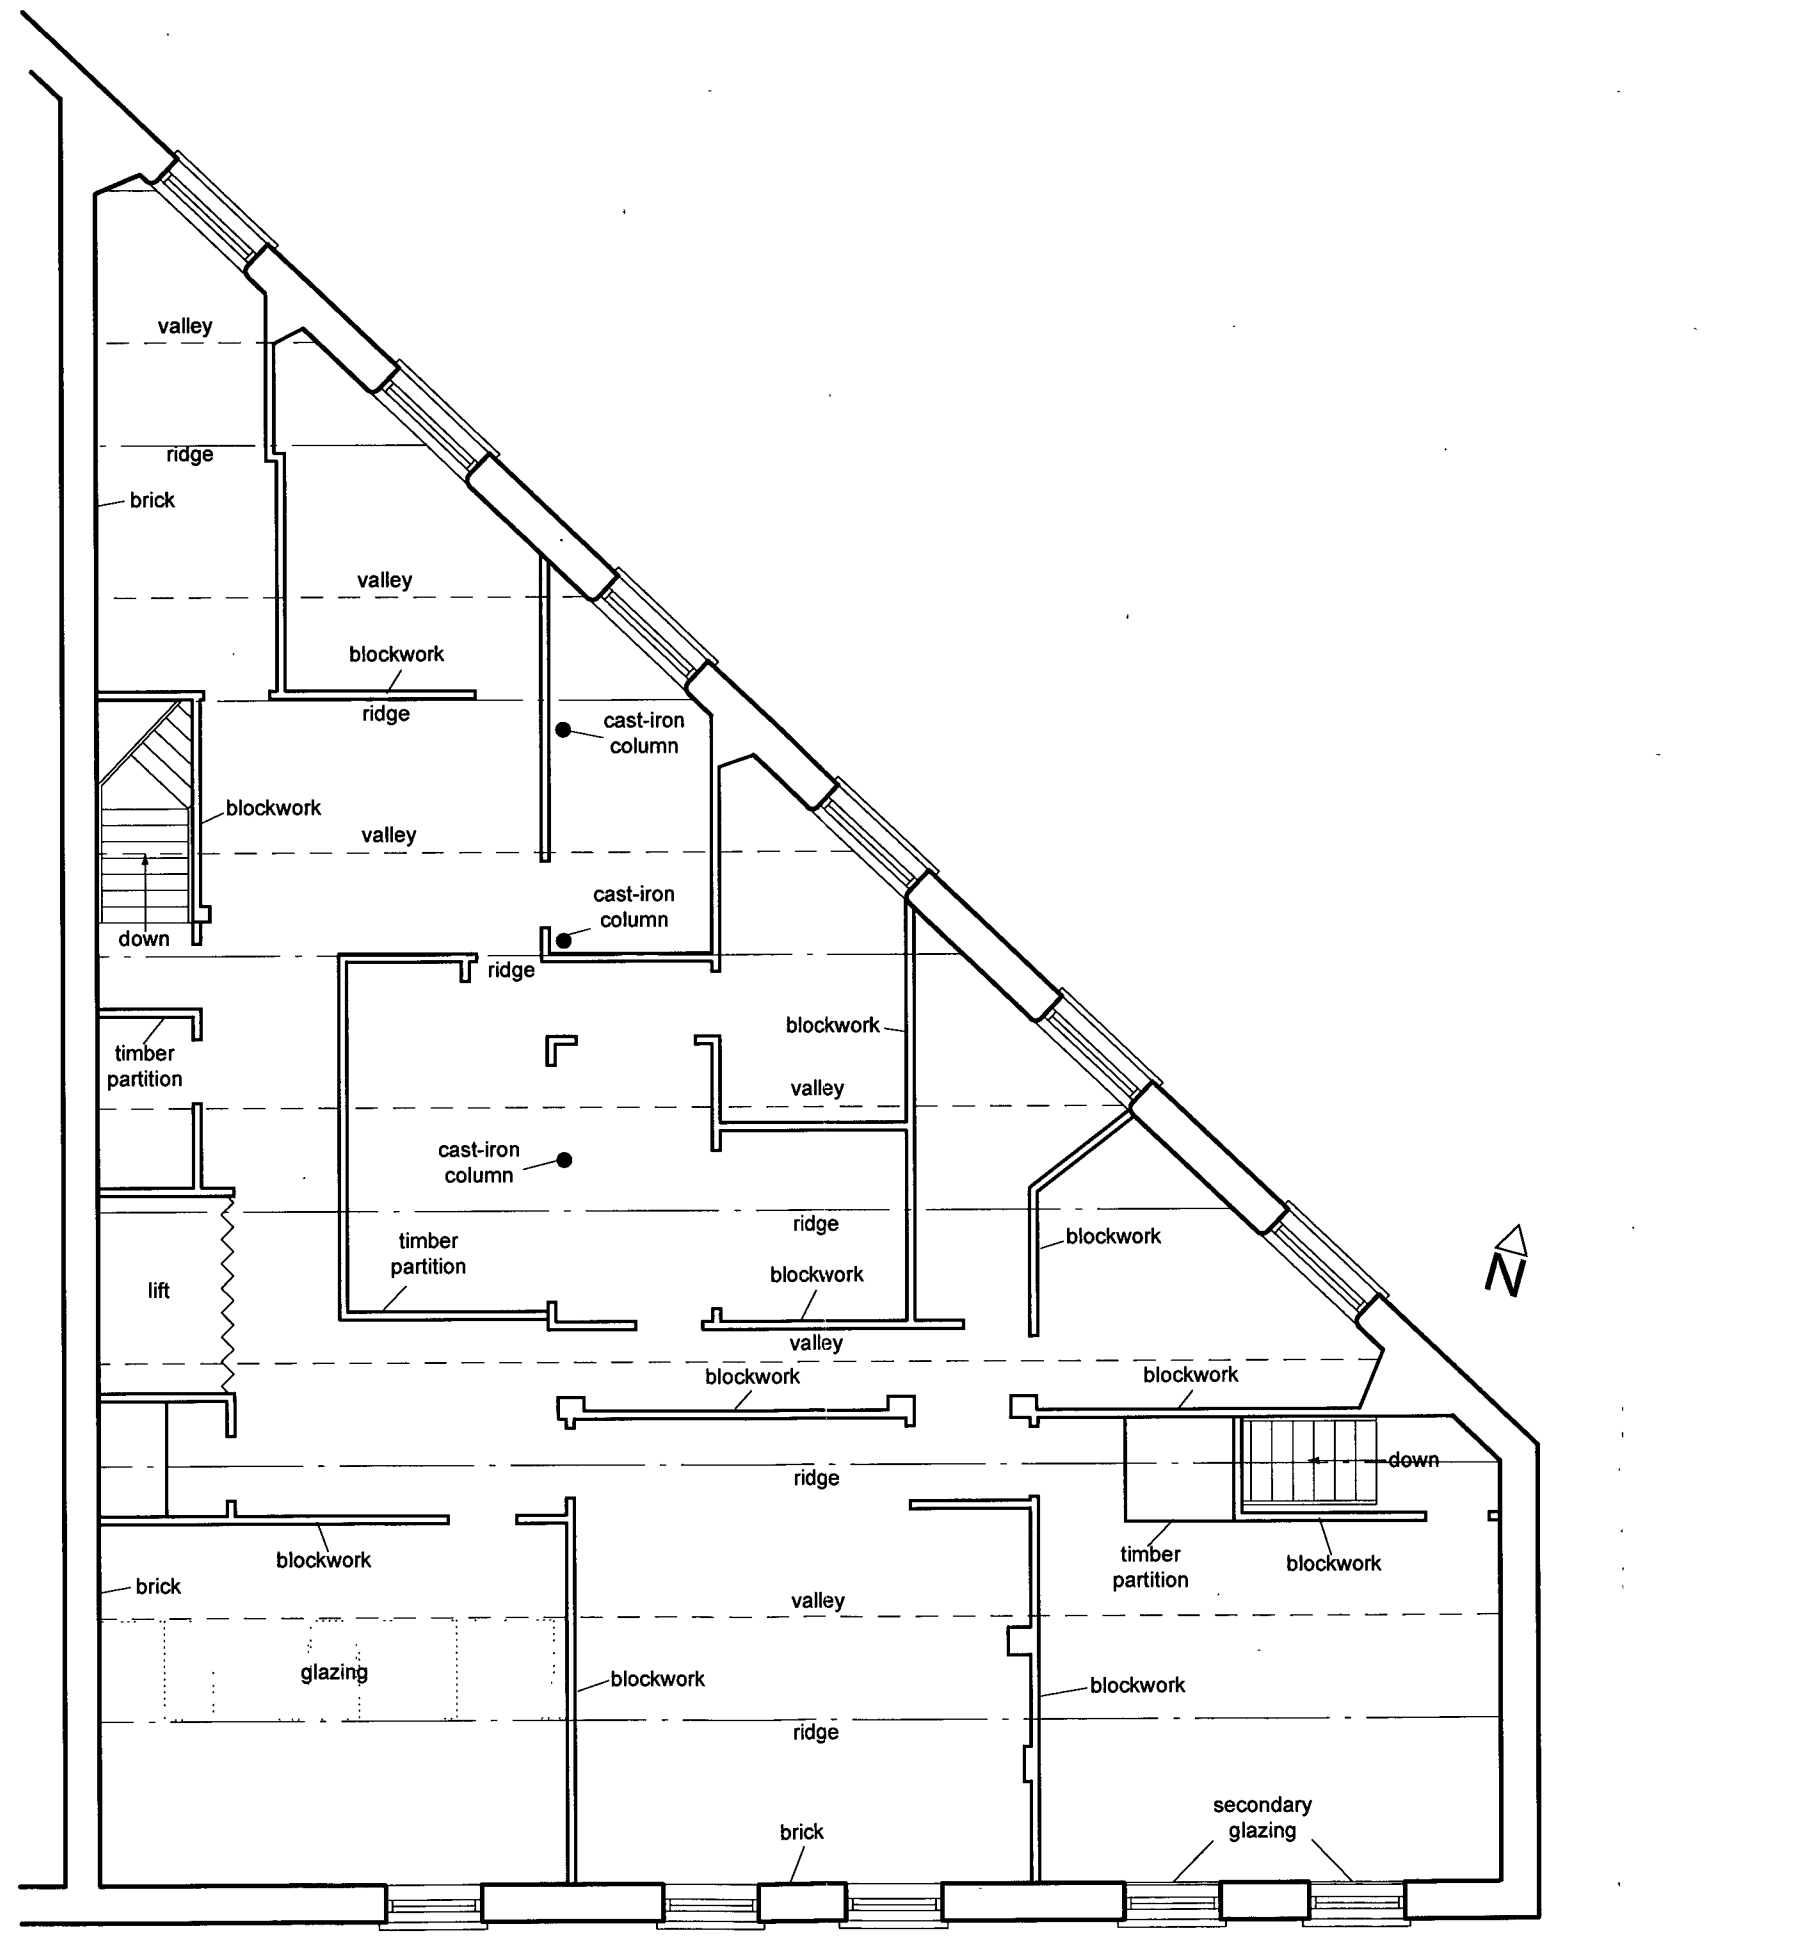 valley
ridge
brick
valley
blockwork
ridge
cast-iron
column
blockwork
valley
cast-iron
column
down
ridge
blockwork
timber
partition
valley
cast-iron
column
ridge
blockwork
timber
partition
blockwork
lift
N
valley
blockwork
blockwork
down
ridge
blockwork
timber
partition
blockwork
brick
valley
glazing
blockwork
blockwork
ridge
secondary
glazing
brick